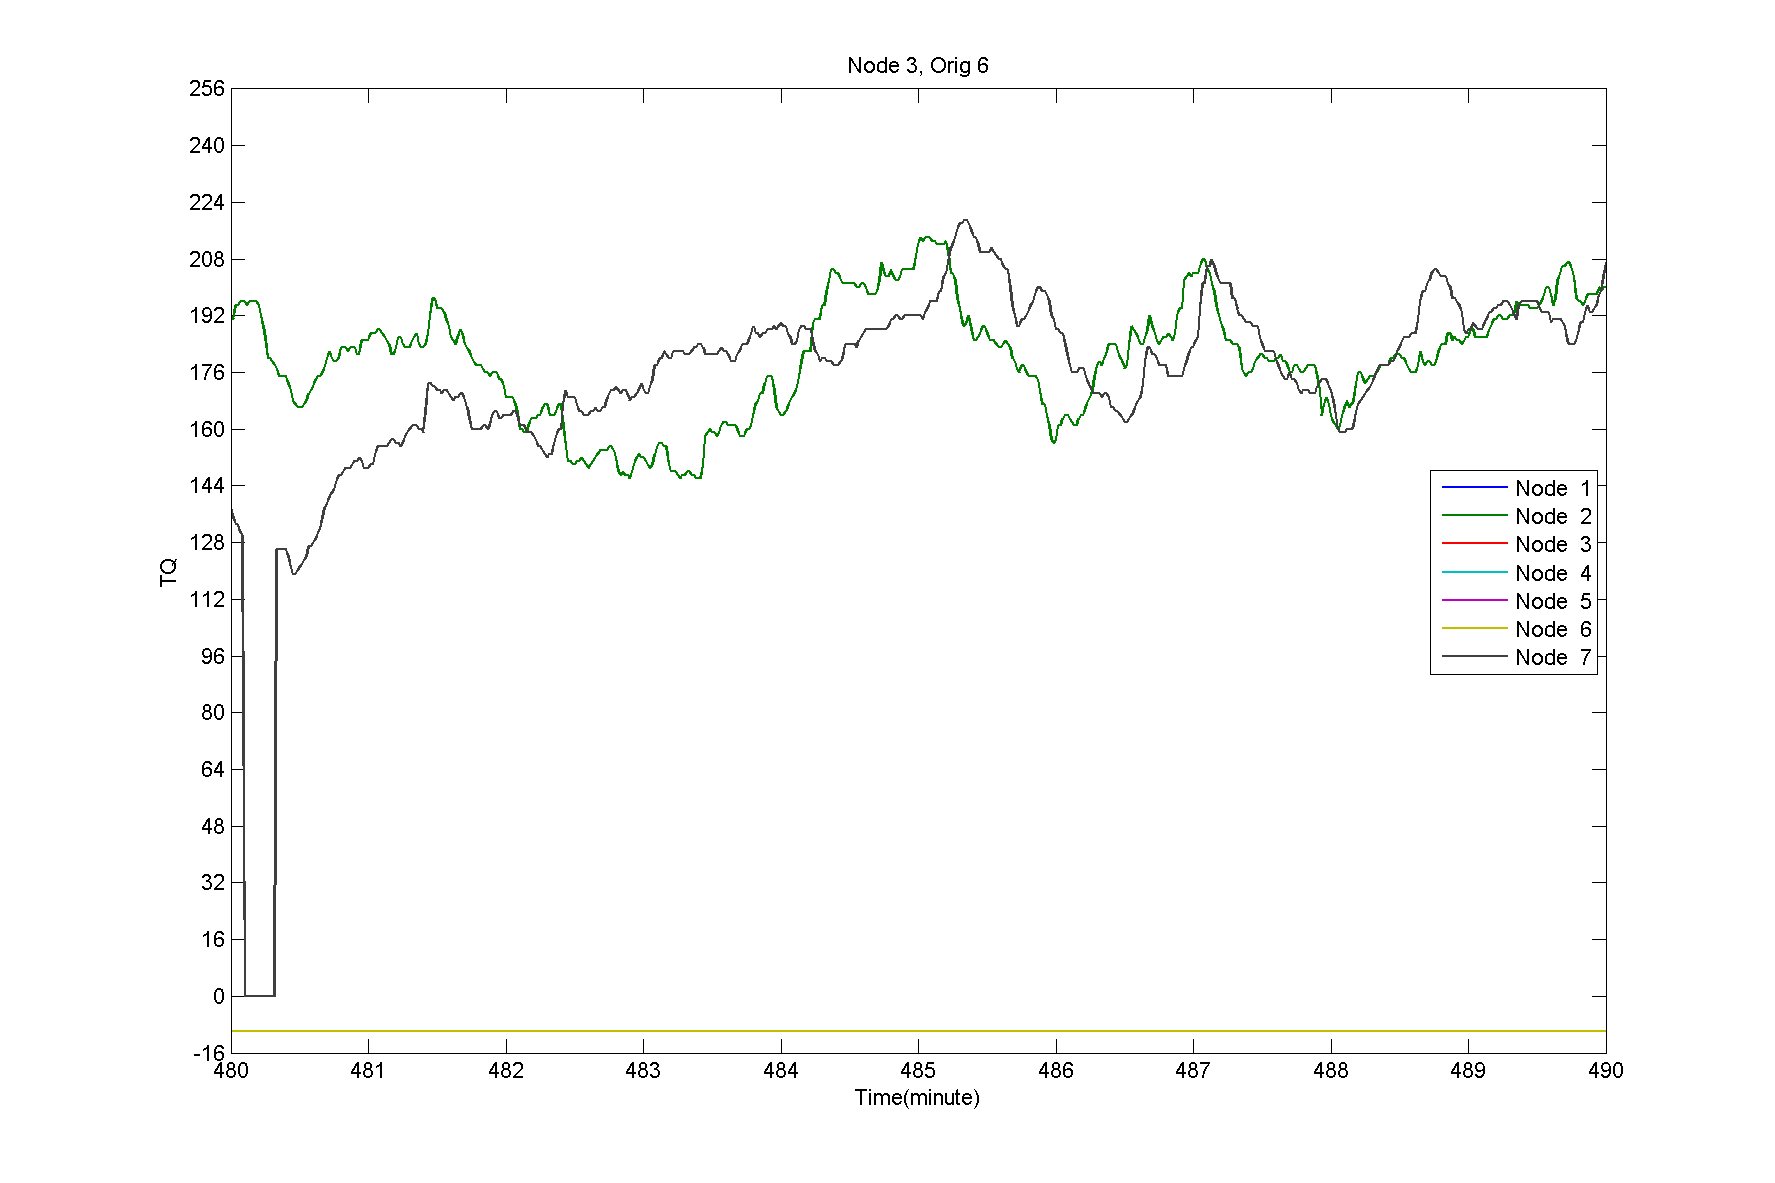 Node 3, Orig 6
256
240
224
208
192
176
160
144
128
112
96
80
64
48
32
16
0
-16
TQ
480 481 482 483 484 485 486 487 488 489 490
Time(minute)
Node 1
Node 2
Node 3
Node 4
Node 5
Node 6
Node 7